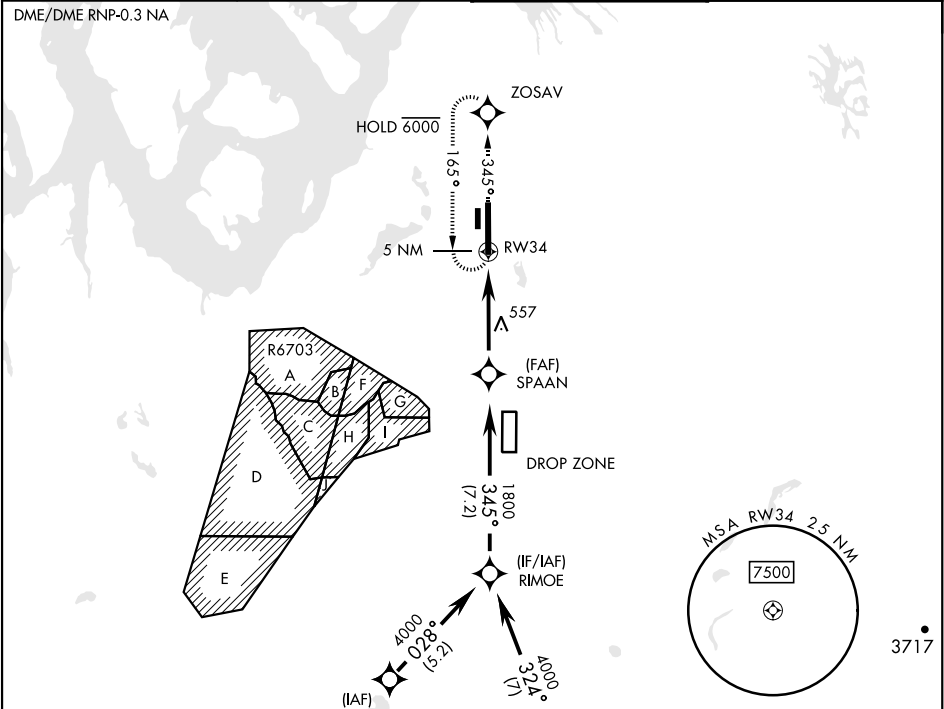 DME/DME RNP-0.3 NA
ZOSAV
HOLD 6000
165°
345°
5 NM
RW34
557
(FAF)
SPAAN
R6703
A
B
F
G
C
H
I
D
J
E
DROP ZONE
1800
345°
(7.2)
(IF/IAF)
RIMOE
4000
028°
(5.2)
4000
324°
(7)
(IAF)
MSA RW34 25 NM
7500
3717